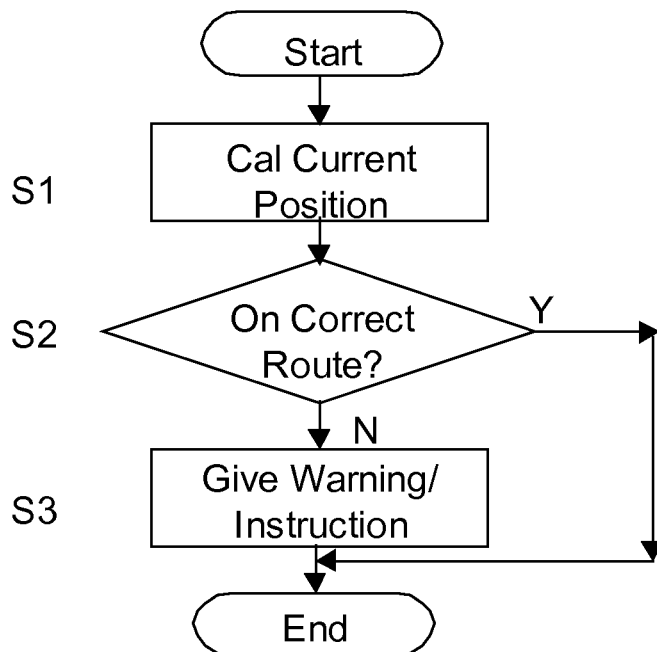 Start
S1
Cal Current
Position
S2
On Correct
Route?
Y
N
S3
Give Warning/
Instruction
End